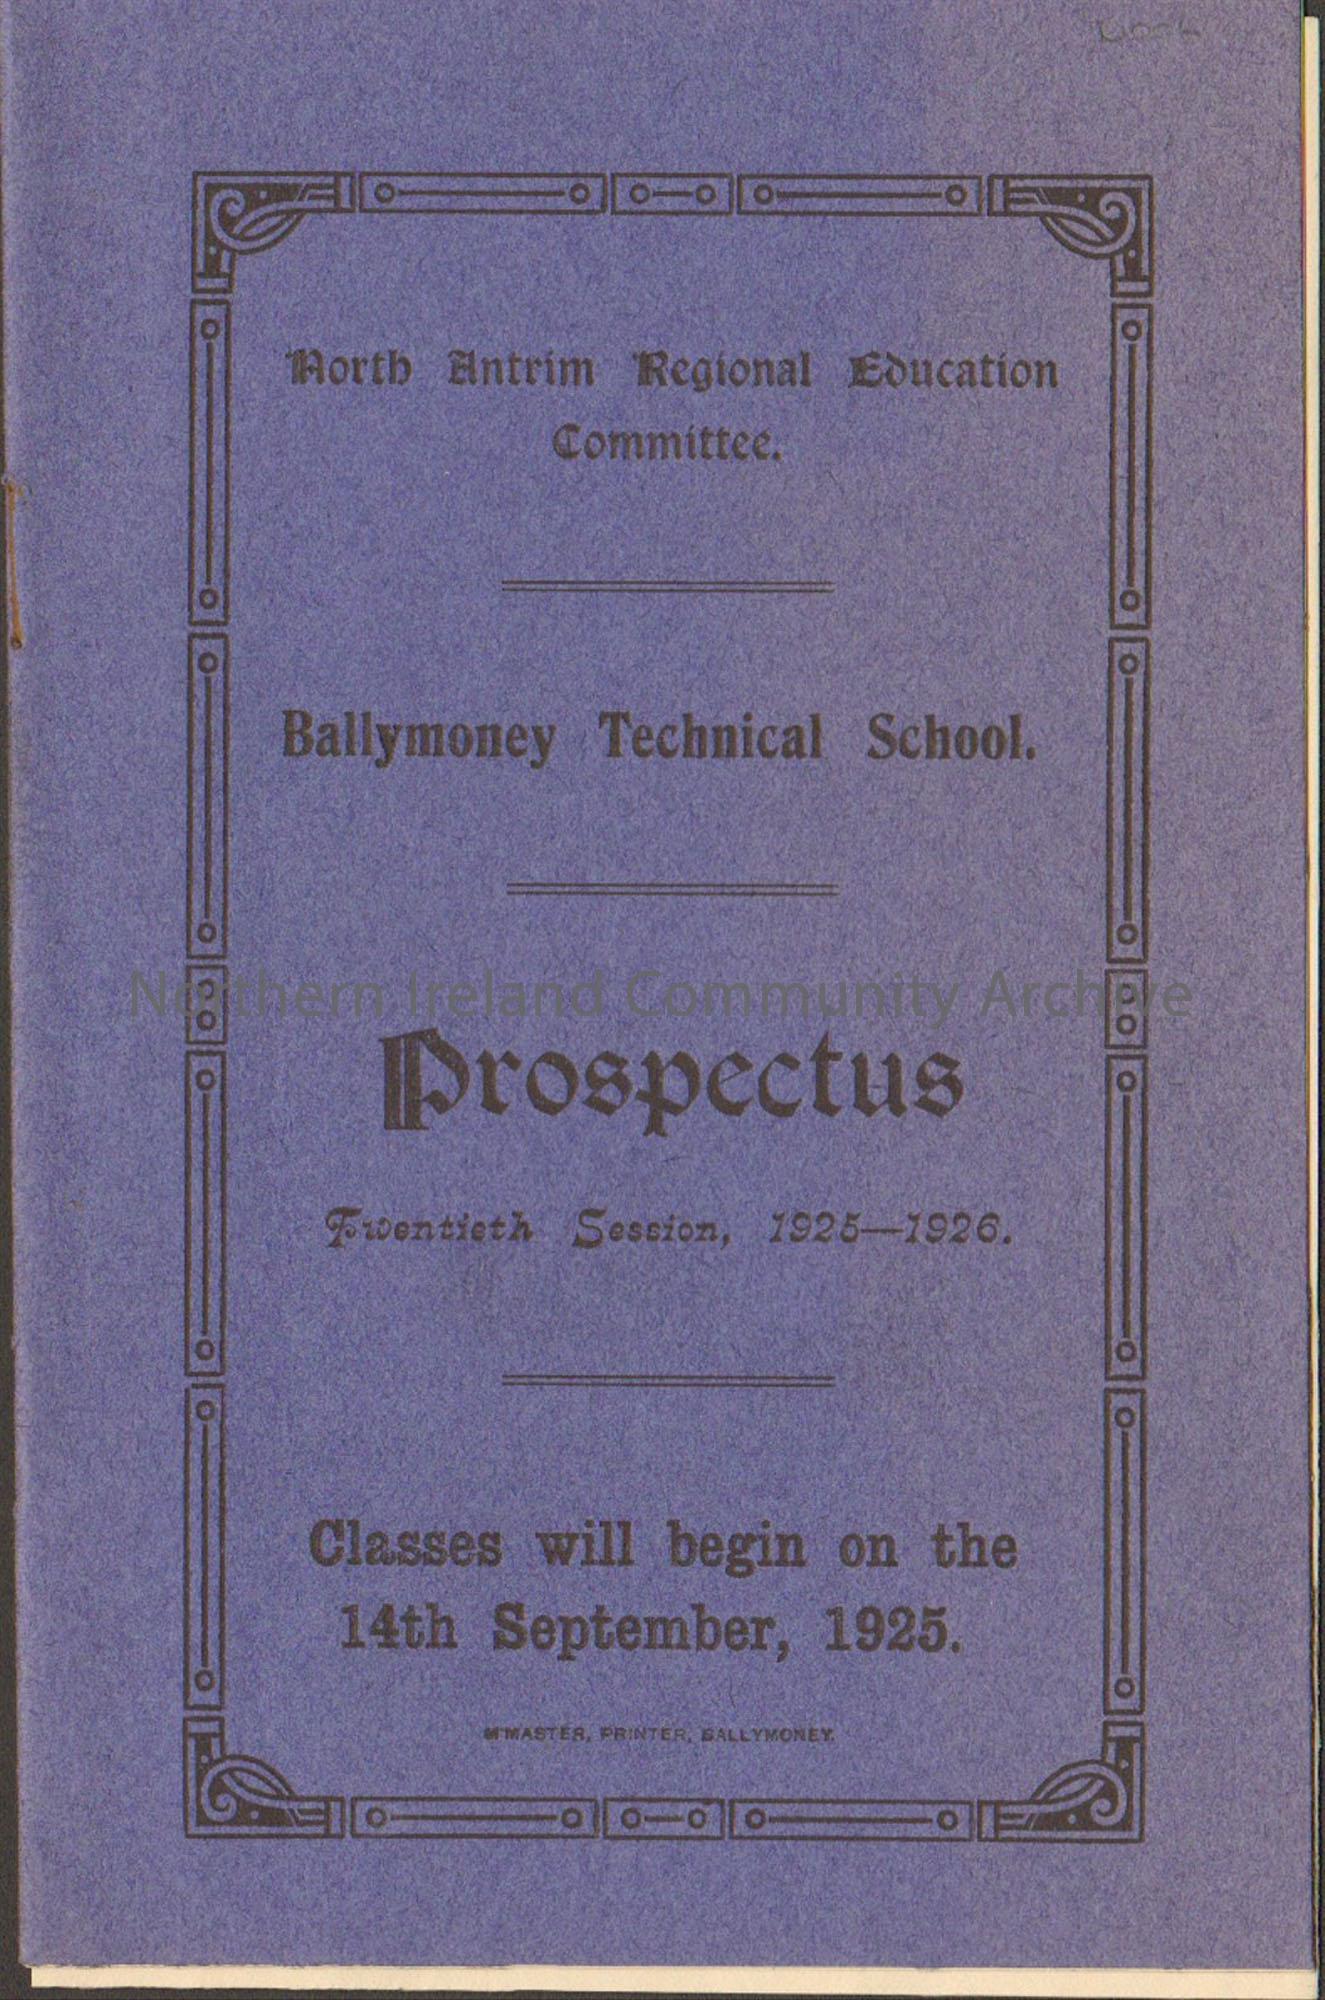 North Antrim Regional Education
Committee.
Ballymoney Technical School.
Northern Ireland Community Archive
Prospectus
Twentieth Session, 1925—1926.
Classes will begin on the
14th September, 1925.
M'MASTER, PRINTER, BALLYMONEY.